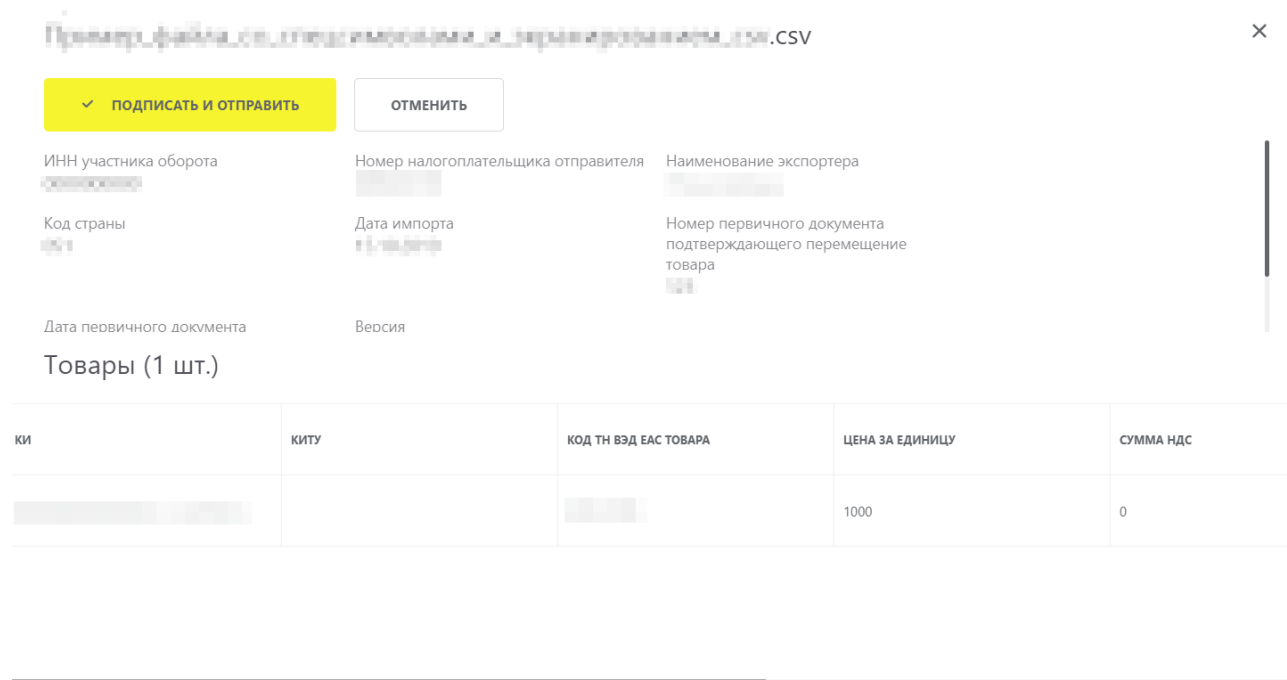 .csv
ПОДПИСАТЬ И ОТПРАВИТЬ
ОТМЕНИТЬ
ИНН участника оборота
Номер налогоплательщика отправителя
Наименование экспортера
Код страны
Дата импорта
Номер первичного документа
подтверждающего перемещение
товара
Дата первичного документа
Версия
Товары (1 шт.)
КИ
КИТУ
КОД ТН ВЭД ЕАС ТОВАРА
ЦЕНА ЗА ЕДИНИЦУ
СУММА НДС
1000
0